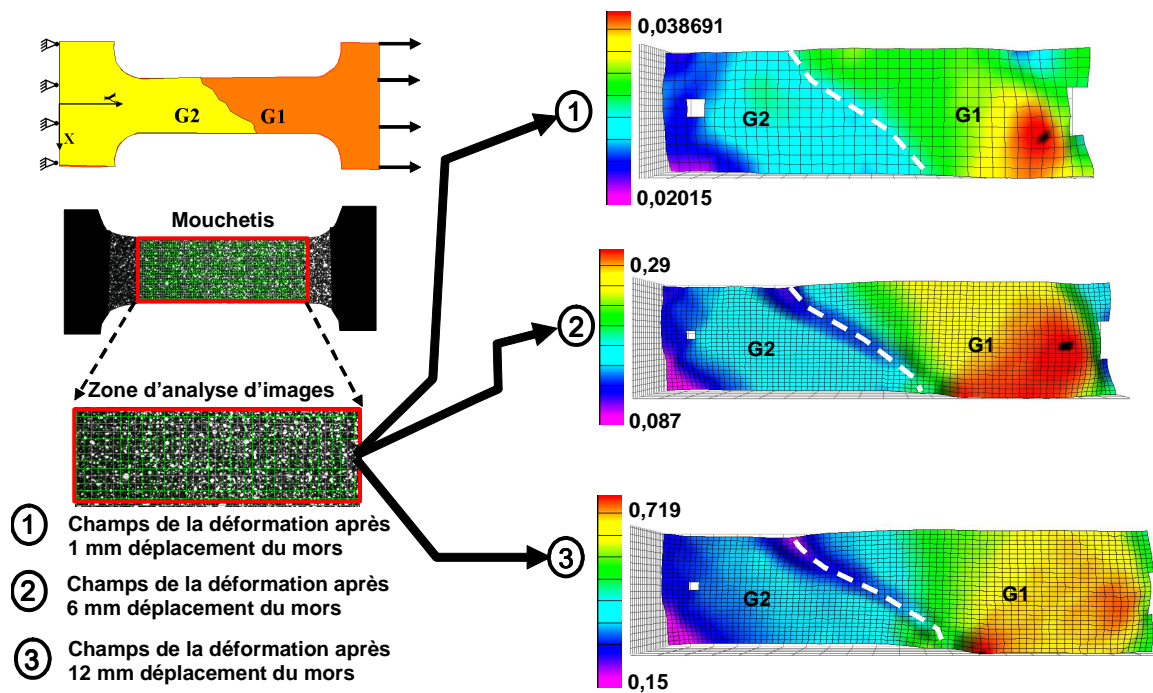 G2
G1
Y
X
Mouchetis
Zone d'analyse d'images
1
Champs de la déformation après
1 mm déplacement du mors
2
Champs de la déformation après
6 mm déplacement du mors
3
Champs de la déformation après
12 mm déplacement du mors
1
0,038691
0,02015
G2
G1
2
0,29
0,087
G2
G1
3
0,719
0,15
G2
G1